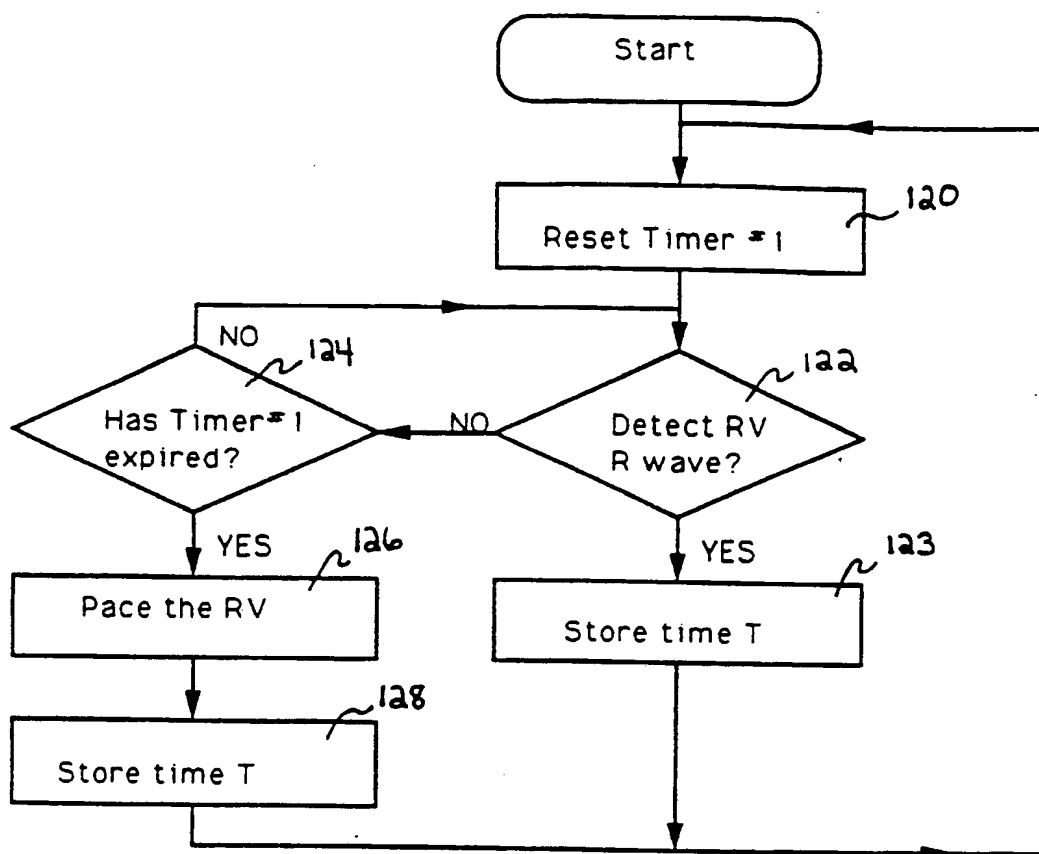 Start
120
Reset Timer #1
NO
124
122
Has Timer #1
expired?
NO
Detect RV
R wave?
YES
126
YES
123
Pace the RV
Store time T
128
Store time T